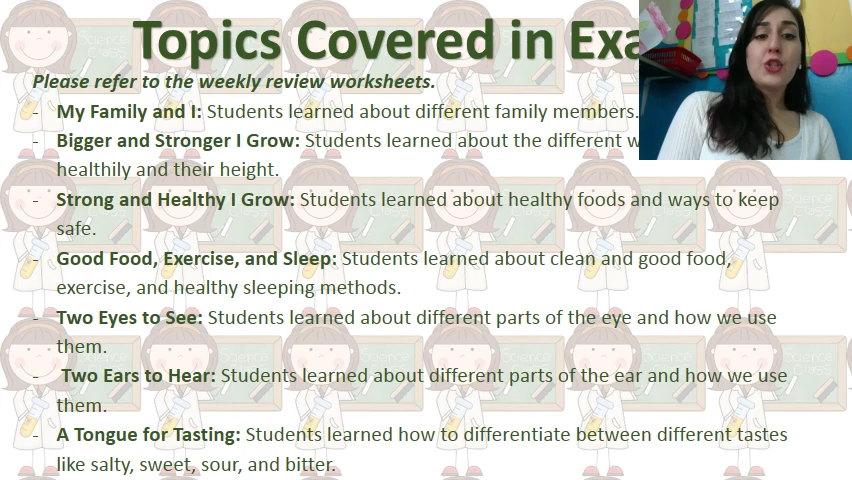 Topics Covered in Exa
Please refer to the weekly review worksheets.
- My Family and I: Students learned about different family members.
- Bigger and Stronger I Grow: Students learned about the different w
healthily and their height.
- Strong and Healthy I Grow: Students learned about healthy foods and ways to keep
safe.
- Good Food, Exercise, and Sleep: Students learned about clean and good food,
exercise, and healthy sleeping methods.
- Two Eyes to See: Students learned about different parts of the eye and how we use
them.
- Two Ears to Hear: Students learned about different parts of the ear and how we use
them.
- A Tongue for Tasting: Students learned how to differentiate between different tastes
like salty, sweet, sour, and bitter.